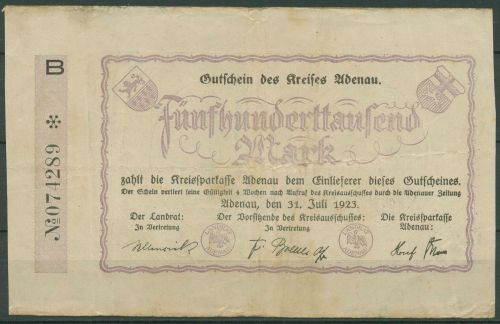 B
№074289 *
Gutschein des Kreises Adenau.
Fünfhunderttausend
Mark
zahlt die Kreissparkasse Adenau dem Einlieferer dieses Gutscheines.
Der Schein verliert seine Gültigkeit 4 Wochen nach Aufruf des Kreisausschusses durch die Adenauer Zeitung
Adenau, den 31. Juli 1923.
Der Landrat: Der Vorsitzende des Kreisausschusses: Die Kreissparkasse
In Vertretung In Vertretung Adenau: